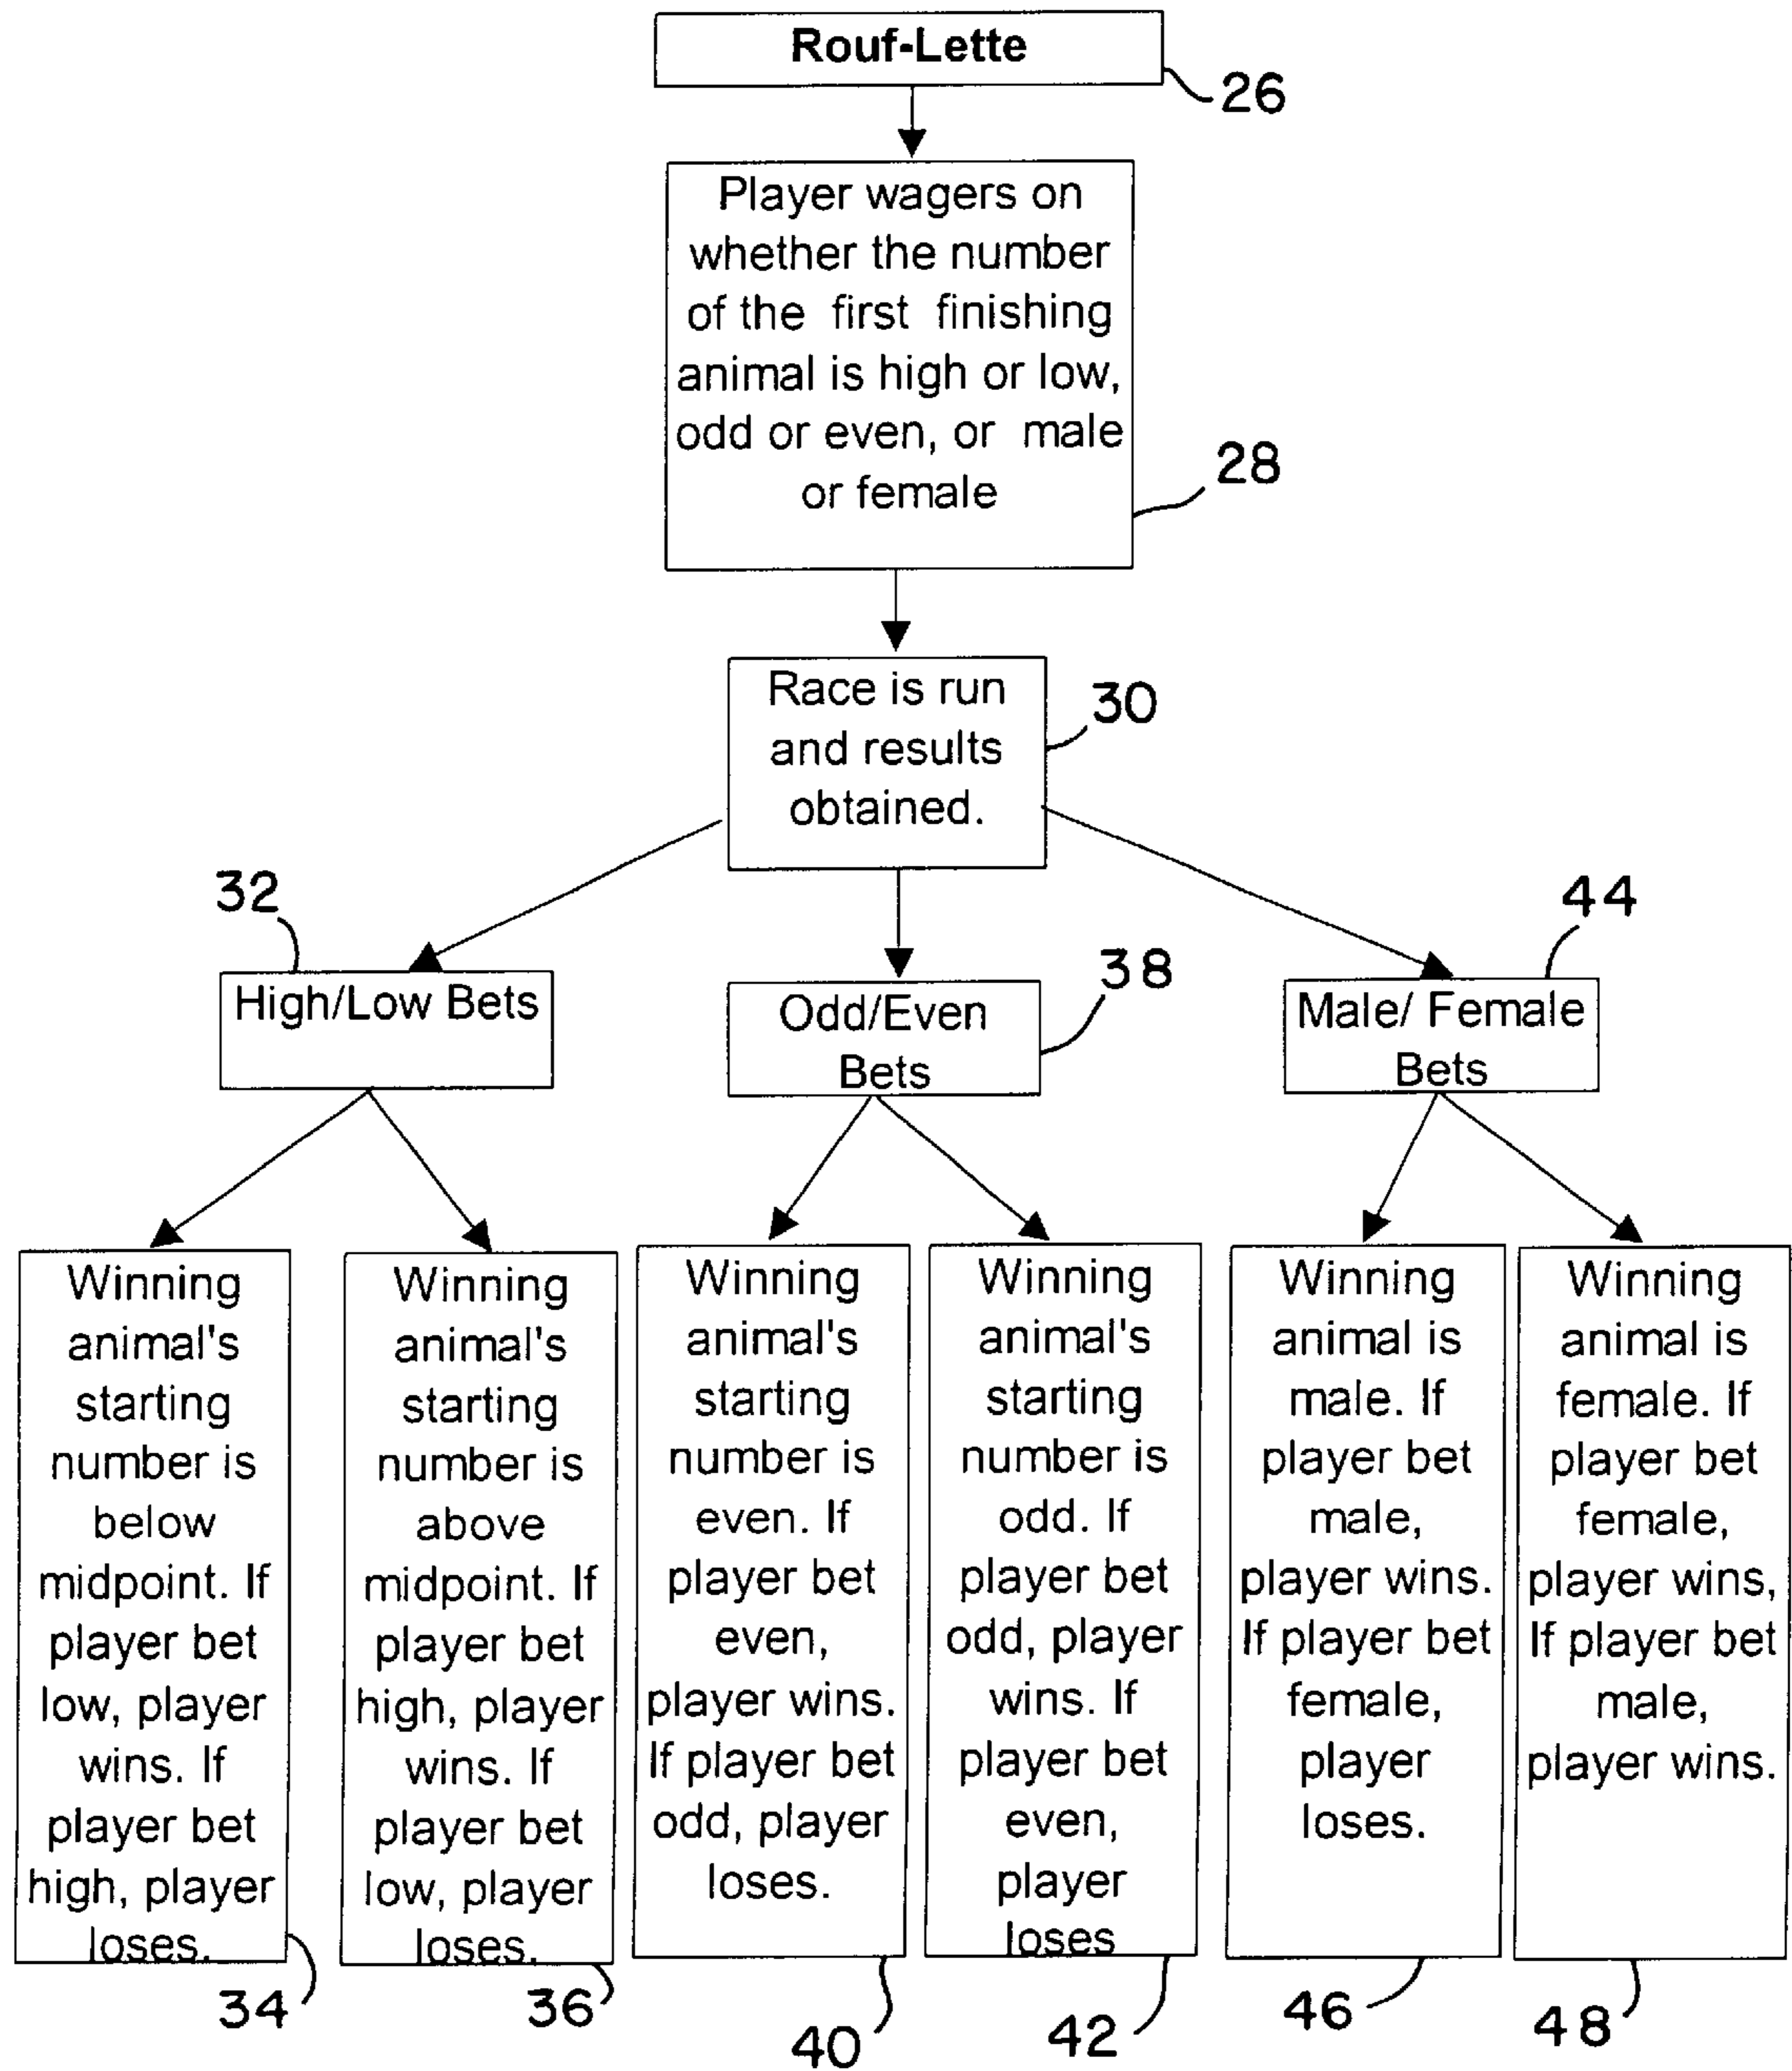 Rouf-Lette
26
Player wagers on
whether the number
of the first finishing
animal is high or low,
odd or even, or male
or female
28
Race is run
and results
obtained.
30
32
High/Low Bets
38
Odd/Even
Bets
44
Male/ Female
Bets
Winning
animal's
starting
number is
below
midpoint. If
player bet
low, player
wins. If
player bet
high, player
loses.
34
Winning
animal's
starting
number is
above
midpoint. If
player bet
high, player
wins. If
player bet
low, player
loses.
36
Winning
animal's
starting
number is
even. If
player bet
even,
player wins.
If player bet
odd, player
loses.
40
Winning
animal's
starting
number is
odd. If
player bet
odd, player
wins. If
player bet
even,
player
loses
42
Winning
animal is
male. If
player bet
male,
player wins.
If player bet
female,
player
loses.
46
Winning
animal is
female. If
player bet
female,
player wins,
If player bet
male,
player wins.
48